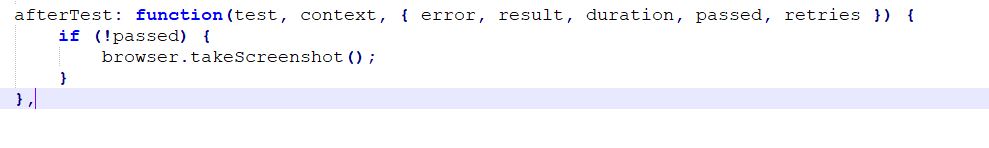 afterTest: function(test, context, { error, result, duration, passed, retries }) {
    if (!passed) {
        browser.takeScreenshot();
    }
},